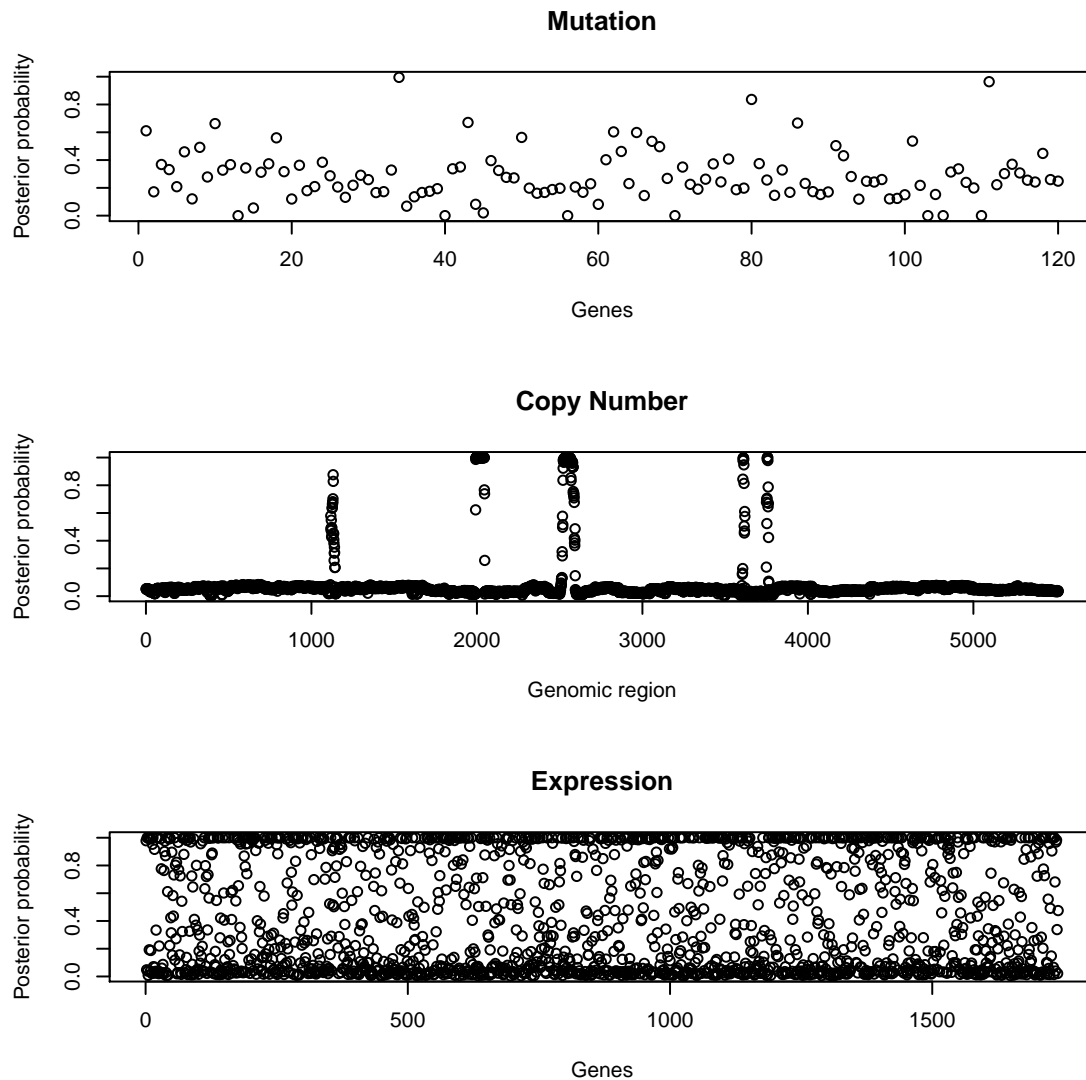 Mutation
Posterior probability
0.0 0.4 0.8
0 20 40 60 80 100 120
Genes
Copy Number
Posterior probability
0.0 0.4 0.8
0 1000 2000 3000 4000 5000
Genomic region
Expression
Posterior probability
0.0 0.4 0.8
0 500 1000 1500
Genes